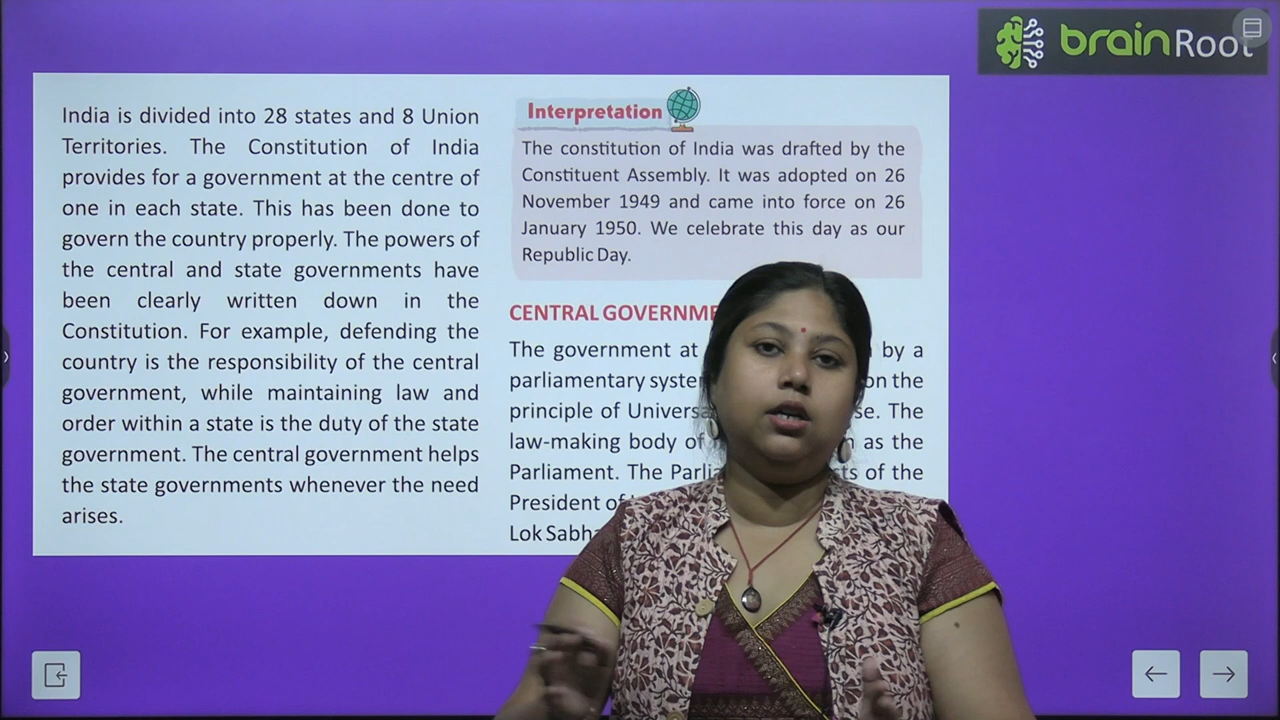 brainRoot
India is divided into 28 states and 8 Union
Territories. The Constitution of India
provides for a government at the centre of
one in each state. This has been done to
govern the country properly. The powers of
the central and state governments have
been clearly written down in the
Constitution. For example, defending the
country is the responsibility of the central
government, while maintaining law and
order within a state is the duty of the state
government. The central government helps
the state governments whenever the need
arises.
Interpretation
The constitution of India was drafted by the
Constituent Assembly. It was adopted on 26
November 1949 and came into force on 26
January 1950. We celebrate this day as our
Republic Day.
CENTRAL
The government at by a
parliamentary on the
principle of The
law-making body of as the
Parliament. The of the
President of
Lok Sabha